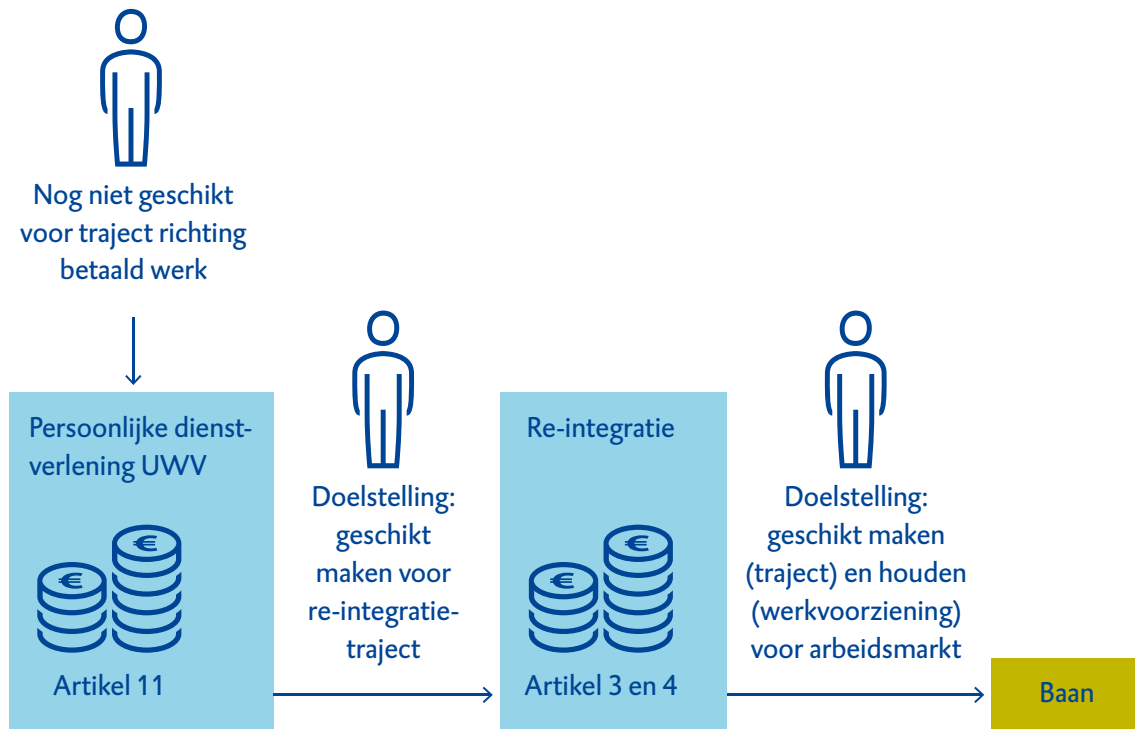 Nog niet geschikt
voor traject richting
betaald werk
Persoonlijke dienst-
verlening UWV
€
€
Artikel 11
Doelstelling:
geschikt
maken voor
re-integratie-
traject
Re-integratie
€
€
Artikel 3 en 4
Doelstelling:
geschikt maken
(traject) en houden
(werkvoorziening)
voor arbeidsmarkt
Baan